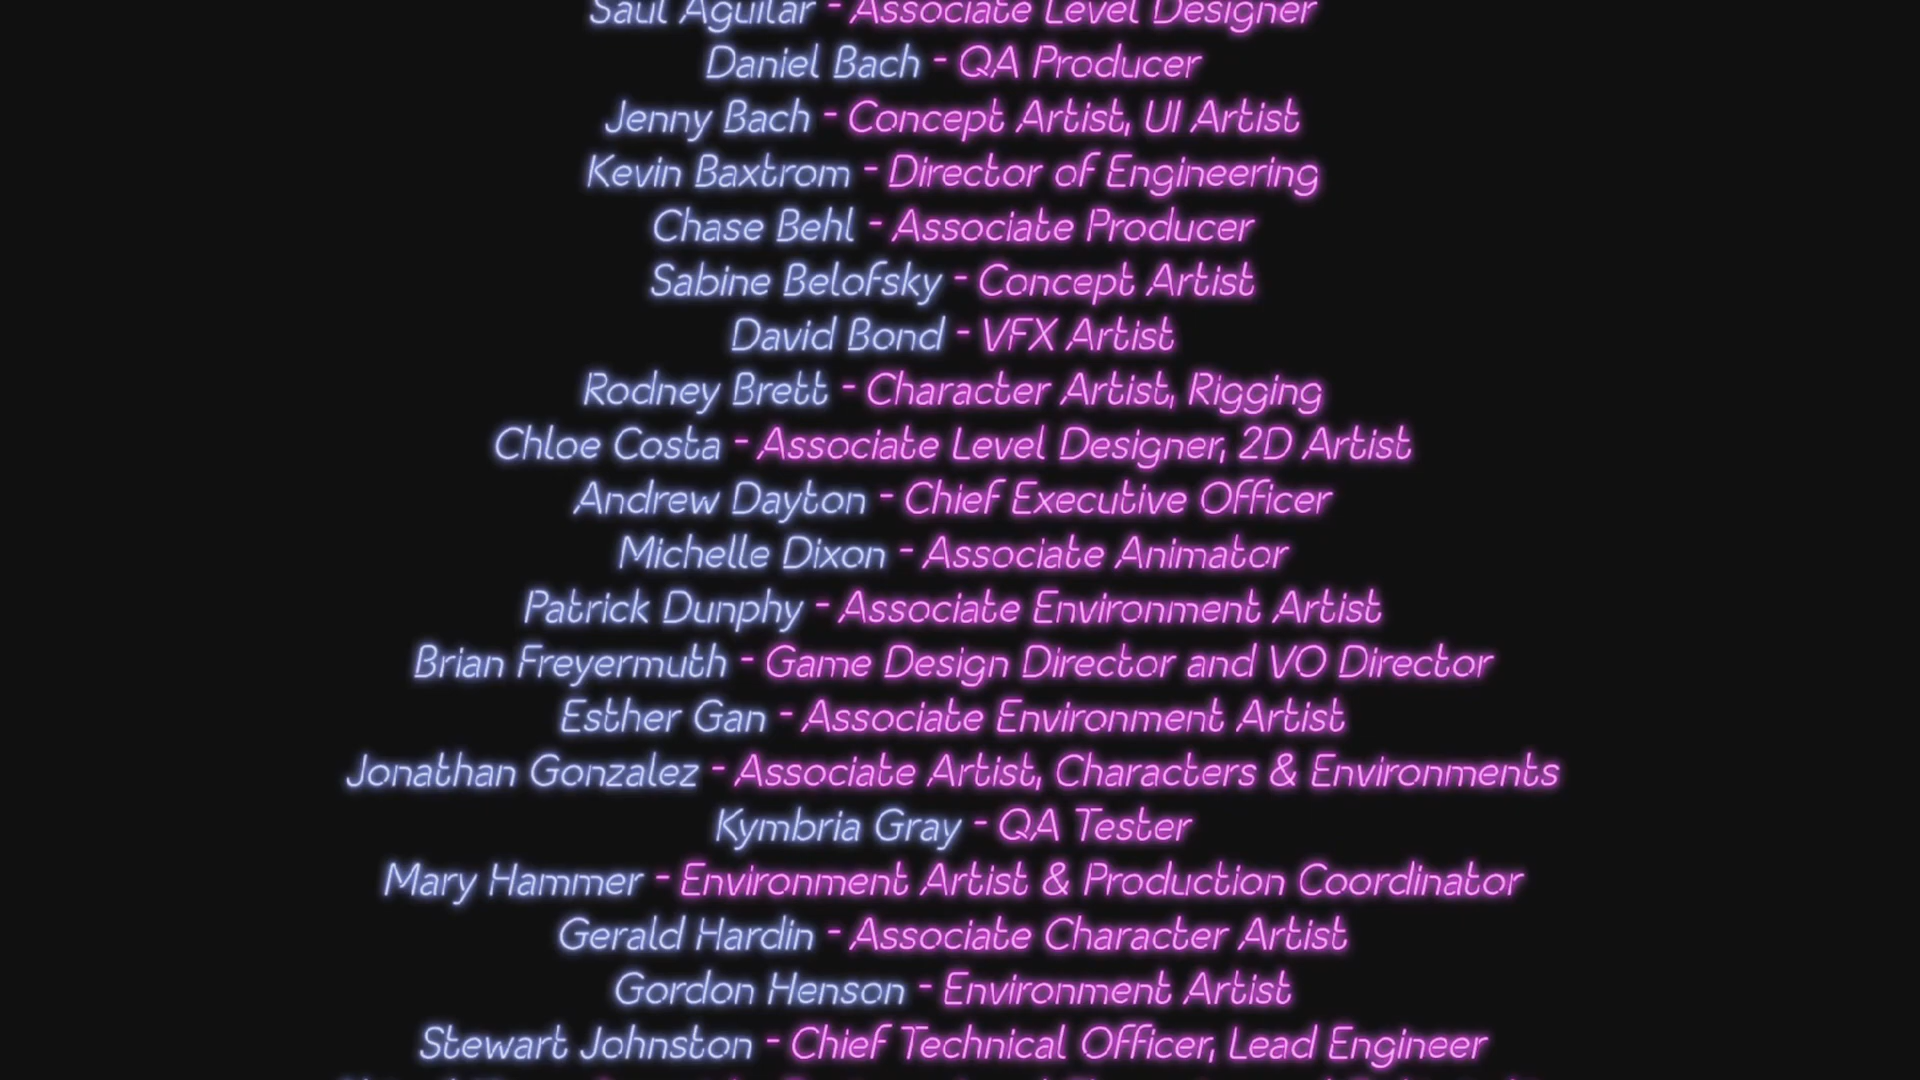 Saul Aguilar - Associate Level Designer
Daniel Bach - QA Producer
Jenny Bach - Concept Artist, UI Artist
Kevin Baxtrom - Director of Engineering
Chase Behl - Associate Producer
Sabine Belofsky - Concept Artist
David Bond - VFX Artist
Rodney Brett - Character Artist, Rigging
Chloe Costa - Associate Level Designer, 2D Artist
Andrew Dayton - Chief Executive Officer
Michelle Dixon - Associate Animator
Patrick Dunphy - Associate Environment Artist
Brian Freyermuth - Game Design Director and VO Director
Esther Gan - Associate Environment Artist
Jonathan Gonzalez - Associate Artist, Characters & Environments
Kymbria Gray - QA Tester
Mary Hammer - Environment Artist & Production Coordinator
Gerald Hardin - Associate Character Artist
Gordon Henson - Environment Artist
Stewart Johnston - Chief Technical Officer, Lead Engineer